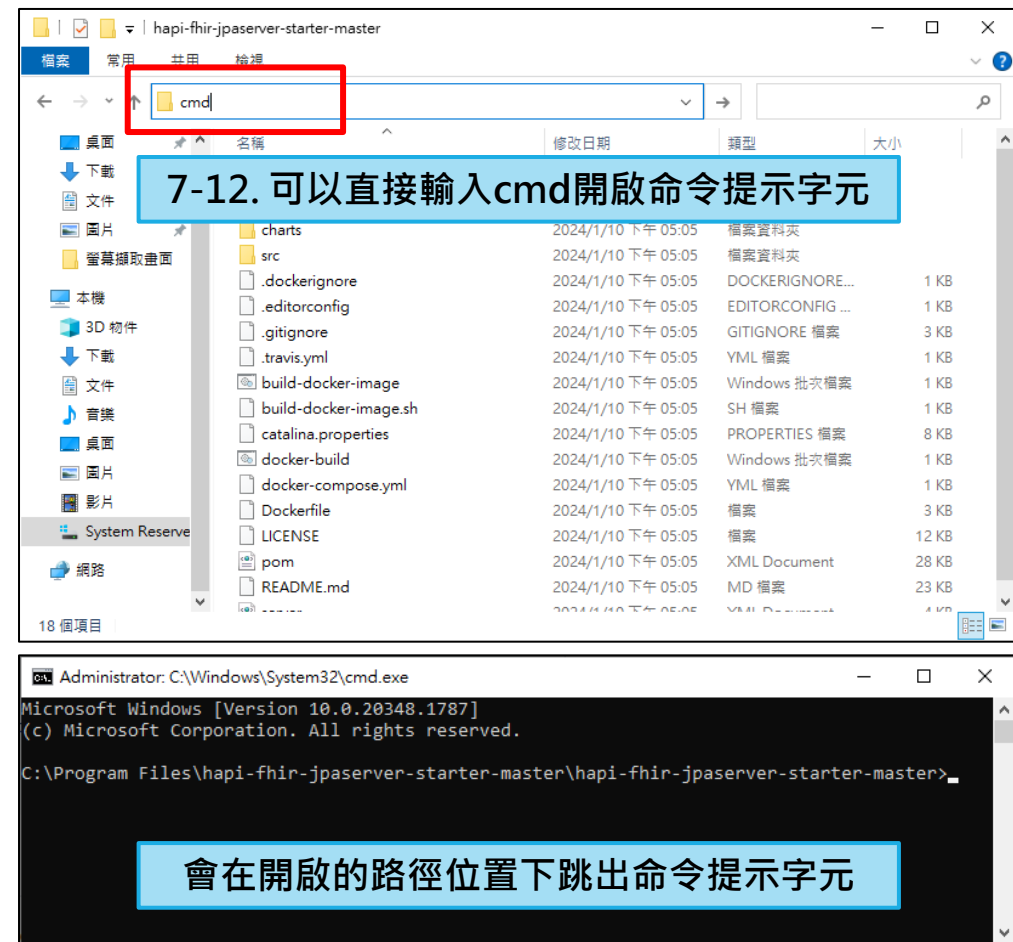 hapi-fhir-jpaserver-starter-master
檔案 常用 共用 檢視
cmd
桌面 名稱 修改日期 類型 大小
下載
7-12. 可以直接輸入cmd開啟命令提示字元
文件
圖片 charts 2024/1/10 下午 05:05 檔案資料夾
螢幕擷取畫面 src 2024/1/10 下午 05:05 檔案資料夾
.dockerignore 2024/1/10 下午 05:05 DOCKERIGNORE... 1 KB
本機 .editorconfig 2024/1/10 下午 05:05 EDITORCONFIG ... 1 KB
3D 物件 .gitignore 2024/1/10 下午 05:05 GITIGNORE 檔案 3 KB
下載 .travis.yml 2024/1/10 下午 05:05 YML 檔案 1 KB
文件 build-docker-image 2024/1/10 下午 05:05 Windows 批次檔案 1 KB
音樂 build-docker-image.sh 2024/1/10 下午 05:05 SH 檔案 1 KB
桌面 catalina.properties 2024/1/10 下午 05:05 PROPERTIES 檔案 8 KB
圖片 docker-build 2024/1/10 下午 05:05 Windows 批次檔案 1 KB
影片 docker-compose.yml 2024/1/10 下午 05:05 YML 檔案 1 KB
Dockerfile 2024/1/10 下午 05:05 檔案 3 KB
System Reserve LICENSE 2024/1/10 下午 05:05 檔案 12 KB
網路 pom 2024/1/10 下午 05:05 XML Document 28 KB
README.md 2024/1/10 下午 05:05 MD 檔案 23 KB
server 2024/1/10 下午 05:05 XML Document 4 KB
18 個項目
Administrator: C:\Windows\System32\cmd.exe
Microsoft Windows [Version 10.0.20348.1787]
(c) Microsoft Corporation. All rights reserved.
C:\Program Files\hapi-fhir-jpaserver-starter-master\hapi-fhir-jpaserver-starter-master>_
會在開啟的路徑位置下跳出命令提示字元